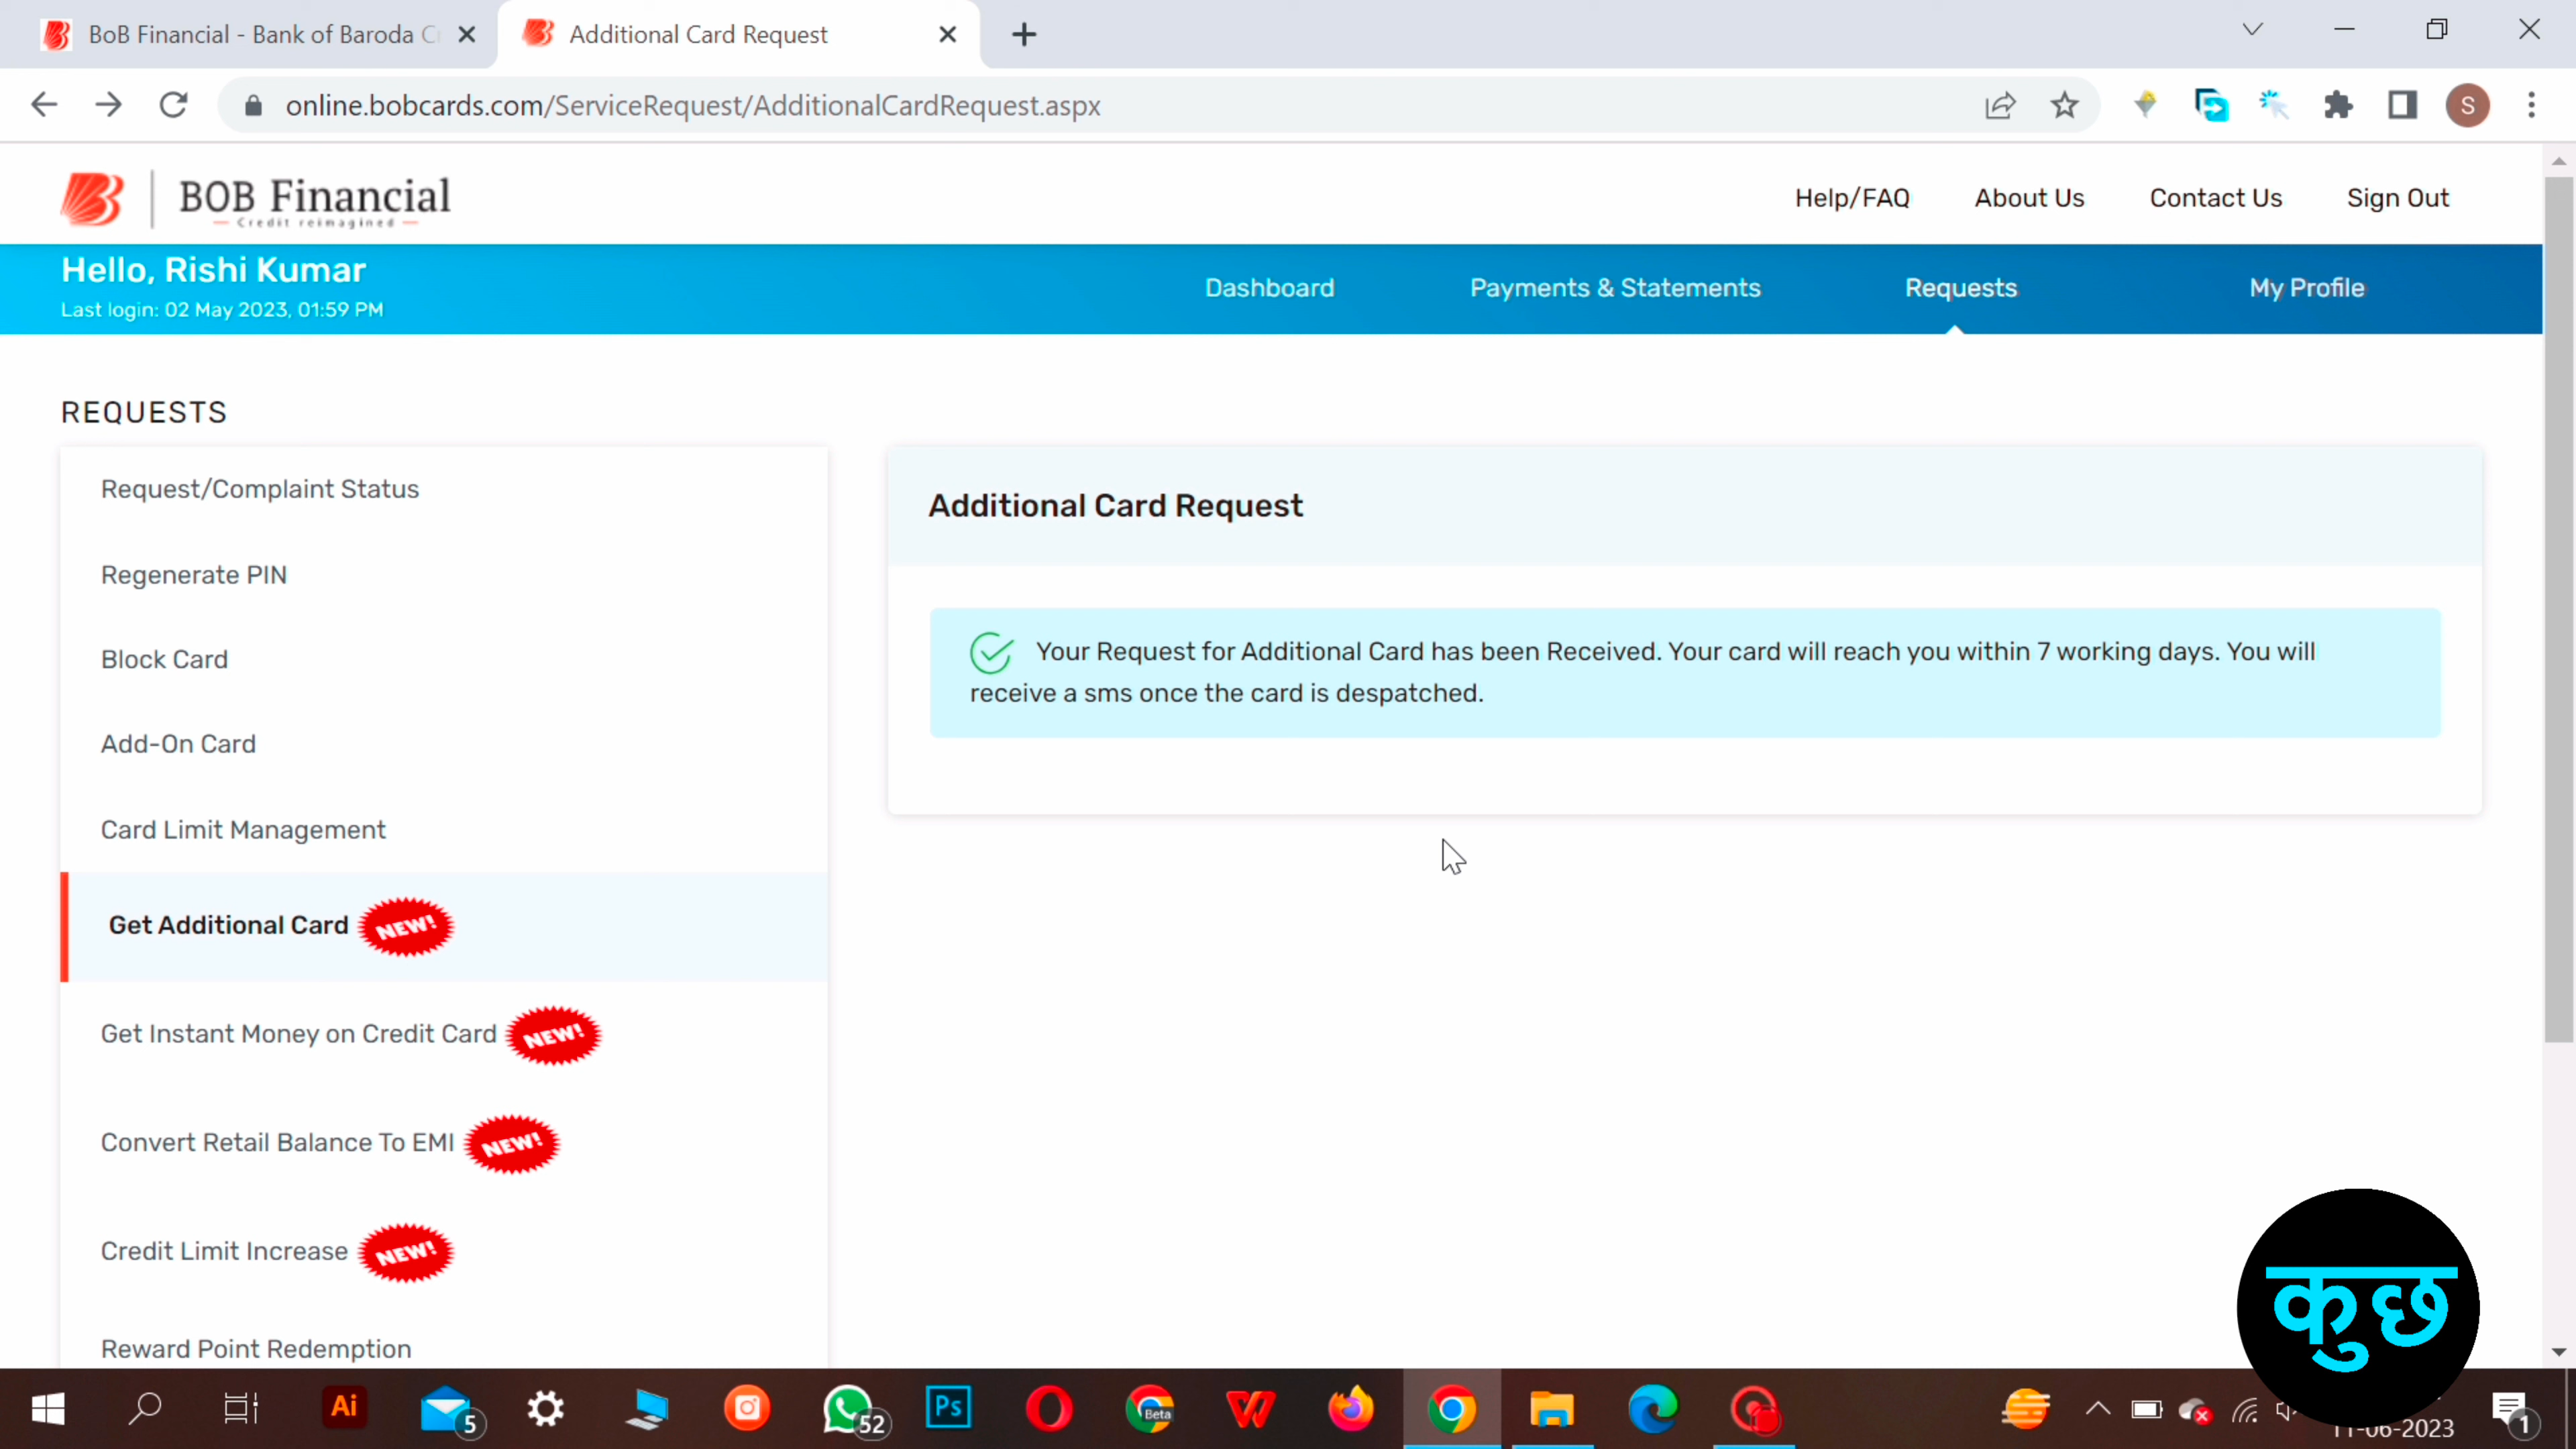 BoB Financial - Bank of Baroda C
Additional Card Request
online.bobcards.com/ServiceRequest/AdditionalCardRequest.aspx
S
BOB Financial
Credit reimagined
Help/FAQ
About Us
Contact Us
Sign Out
Hello, Rishi Kumar
Last login: 02 May 2023, 01:59 PM
Dashboard
Payments & Statements
Requests
My Profile
REQUESTS
Request/Complaint Status
Regenerate PIN
Block Card
Add-On Card
Card Limit Management
Get Additional Card NEW!
Get Instant Money on Credit Card NEW!
Convert Retail Balance To EMI NEW!
Credit Limit Increase NEW!
Reward Point Redemption
Additional Card Request
Your Request for Additional Card has been Received. Your card will reach you within 7 working days. You will
receive a sms once the card is despatched.
कुछ
Ai
5
52
Ps
Beta
11-06-2023
1